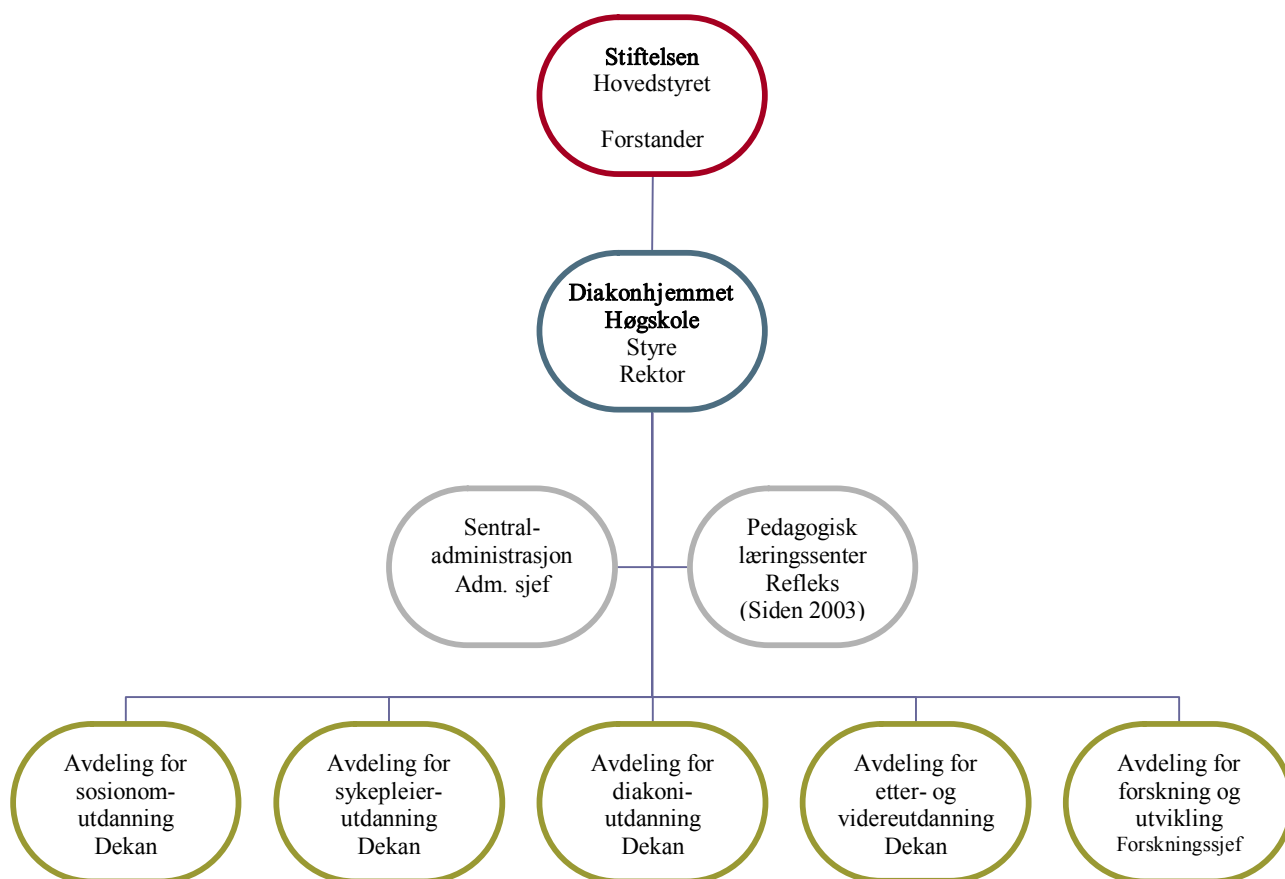 Stiftelsen
Hovedstyret
Forstander
Diakonhjemmet
Høgskole
Styre
Rektor
Sentral-
administrasjon
Adm. sjef
Pedagogisk
læringssenter
Refleks
(Siden 2003)
Avdeling for
sosionom-
utdanning
Dekan
Avdeling for
sykepleier-
utdanning
Dekan
Avdeling for
diakoni-
utdanning
Dekan
Avdeling for
etter- og
videreutdanning
Dekan
Avdeling for
forskning og
utvikling
Forskningssjef